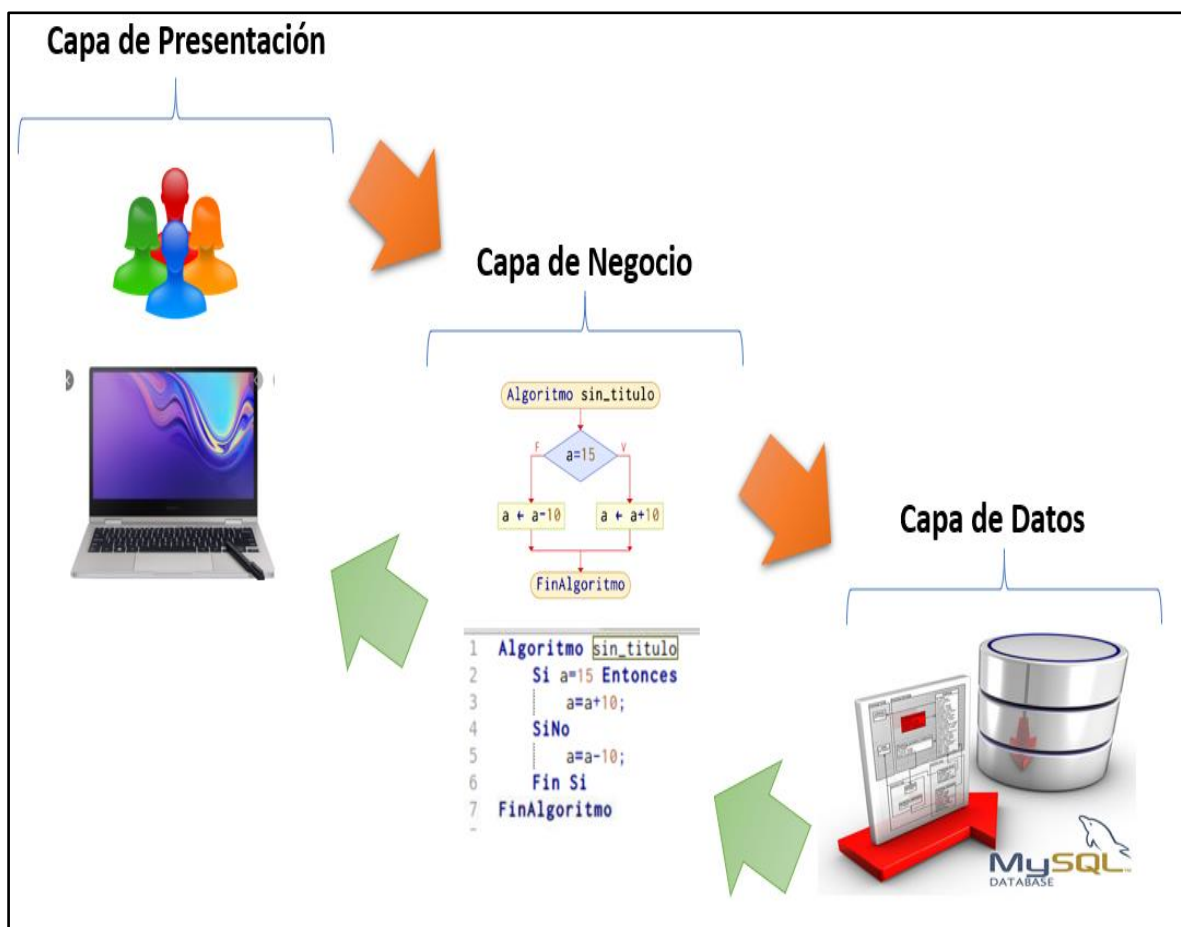 Capa de Presentación
Capa de Negocio
Algoritmo sin_titulo
F
V
a=15
a ← a-10
a ← a+10
FinAlgoritmo
1 Algoritmo sin_titulo
2 Si a=15 Entonces
3 a=a+10;
4 SiNo
5 a=a-10;
6 Fin Si
7 FinAlgoritmo
Capa de Datos
MySQL
DATABASE